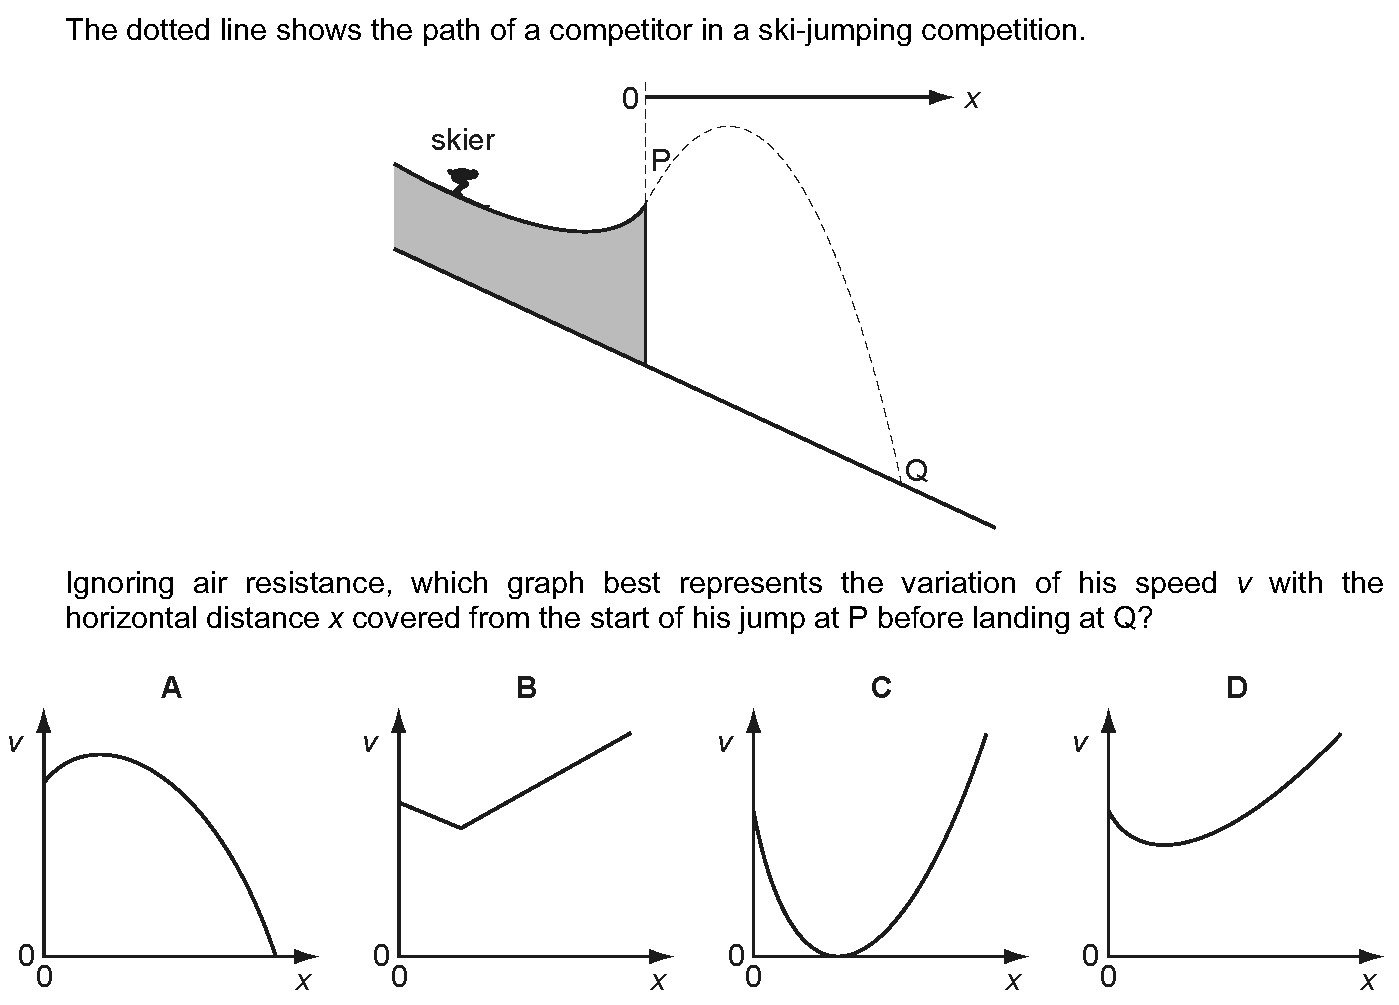 The dotted line shows the path of a competitor in a ski-jumping competition.
0
x
skier
P
Q
Ignoring air resistance, which graph best represents the variation of his speed v with the
horizontal distance x covered from the start of his jump at P before landing at Q?
A
B
C
D
v
v
v
v
0
0
0
0
0
x
0
x
0
x
0
x